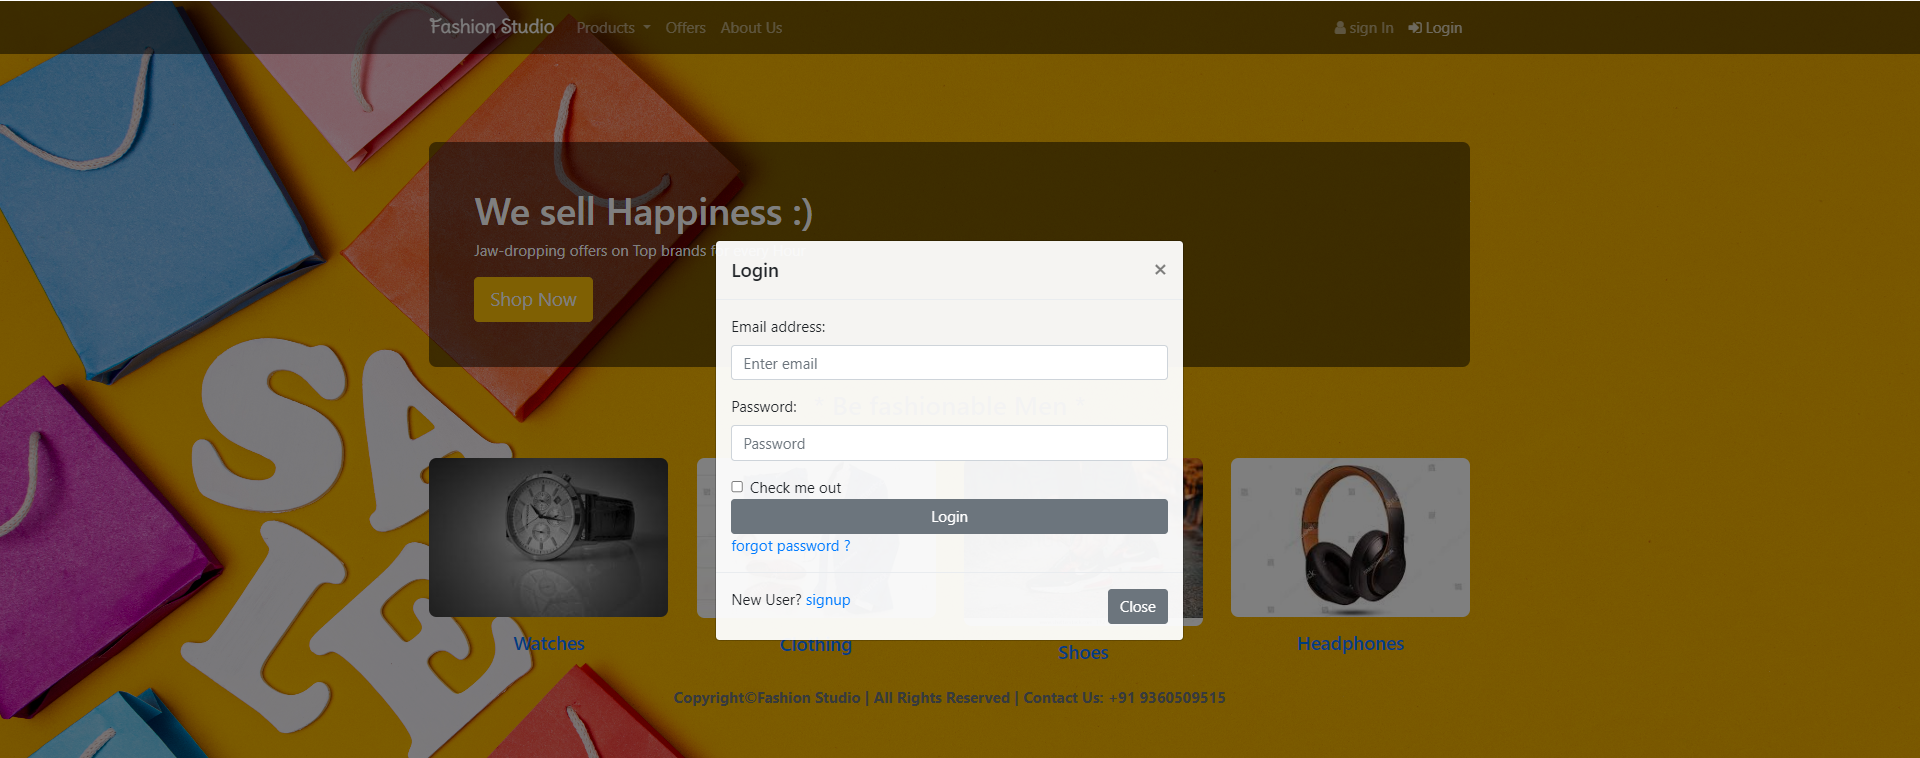 Fashion Studio Products Offers About Us sign In Login
We sell Happiness :)
Jaw-dropping offers on Top brands
Shop Now
Login ×
Email address:
Enter email
* Be fashionable Men *
Password:
Password
Check me out
Login
forgot password ?
New User? signup
Close
SALE
Watches
Clothing
Shoes
Headphones
Copyright©Fashion Studio | All Rights Reserved | Contact Us: +91 9360509515